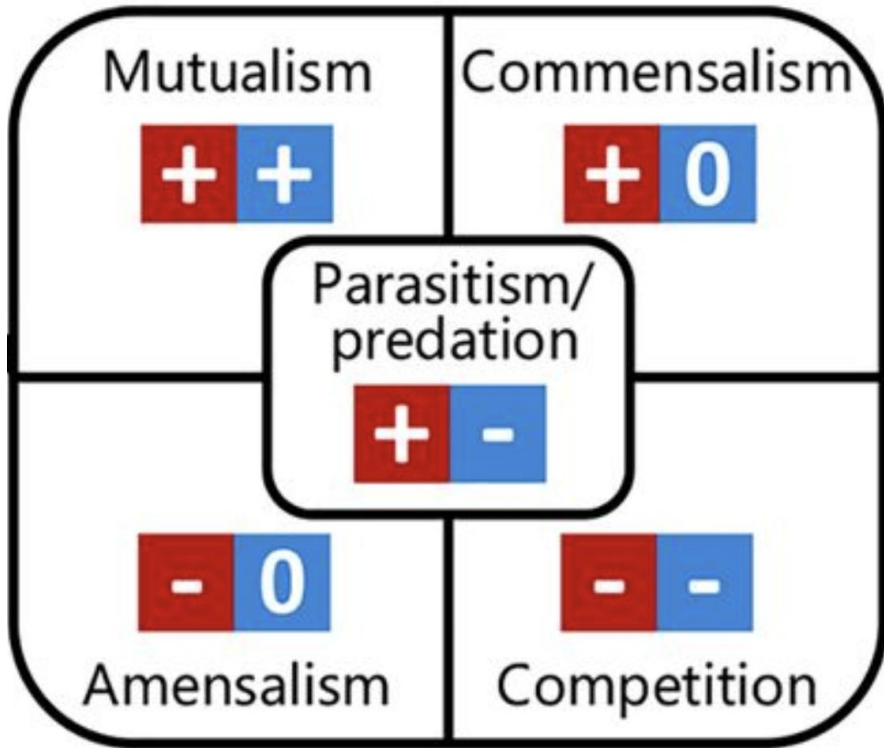 Mutualism
+ +
Commensalism
+ 0
Parasitism/
predation
+ -
- 0
Amensalism
- -
Competition